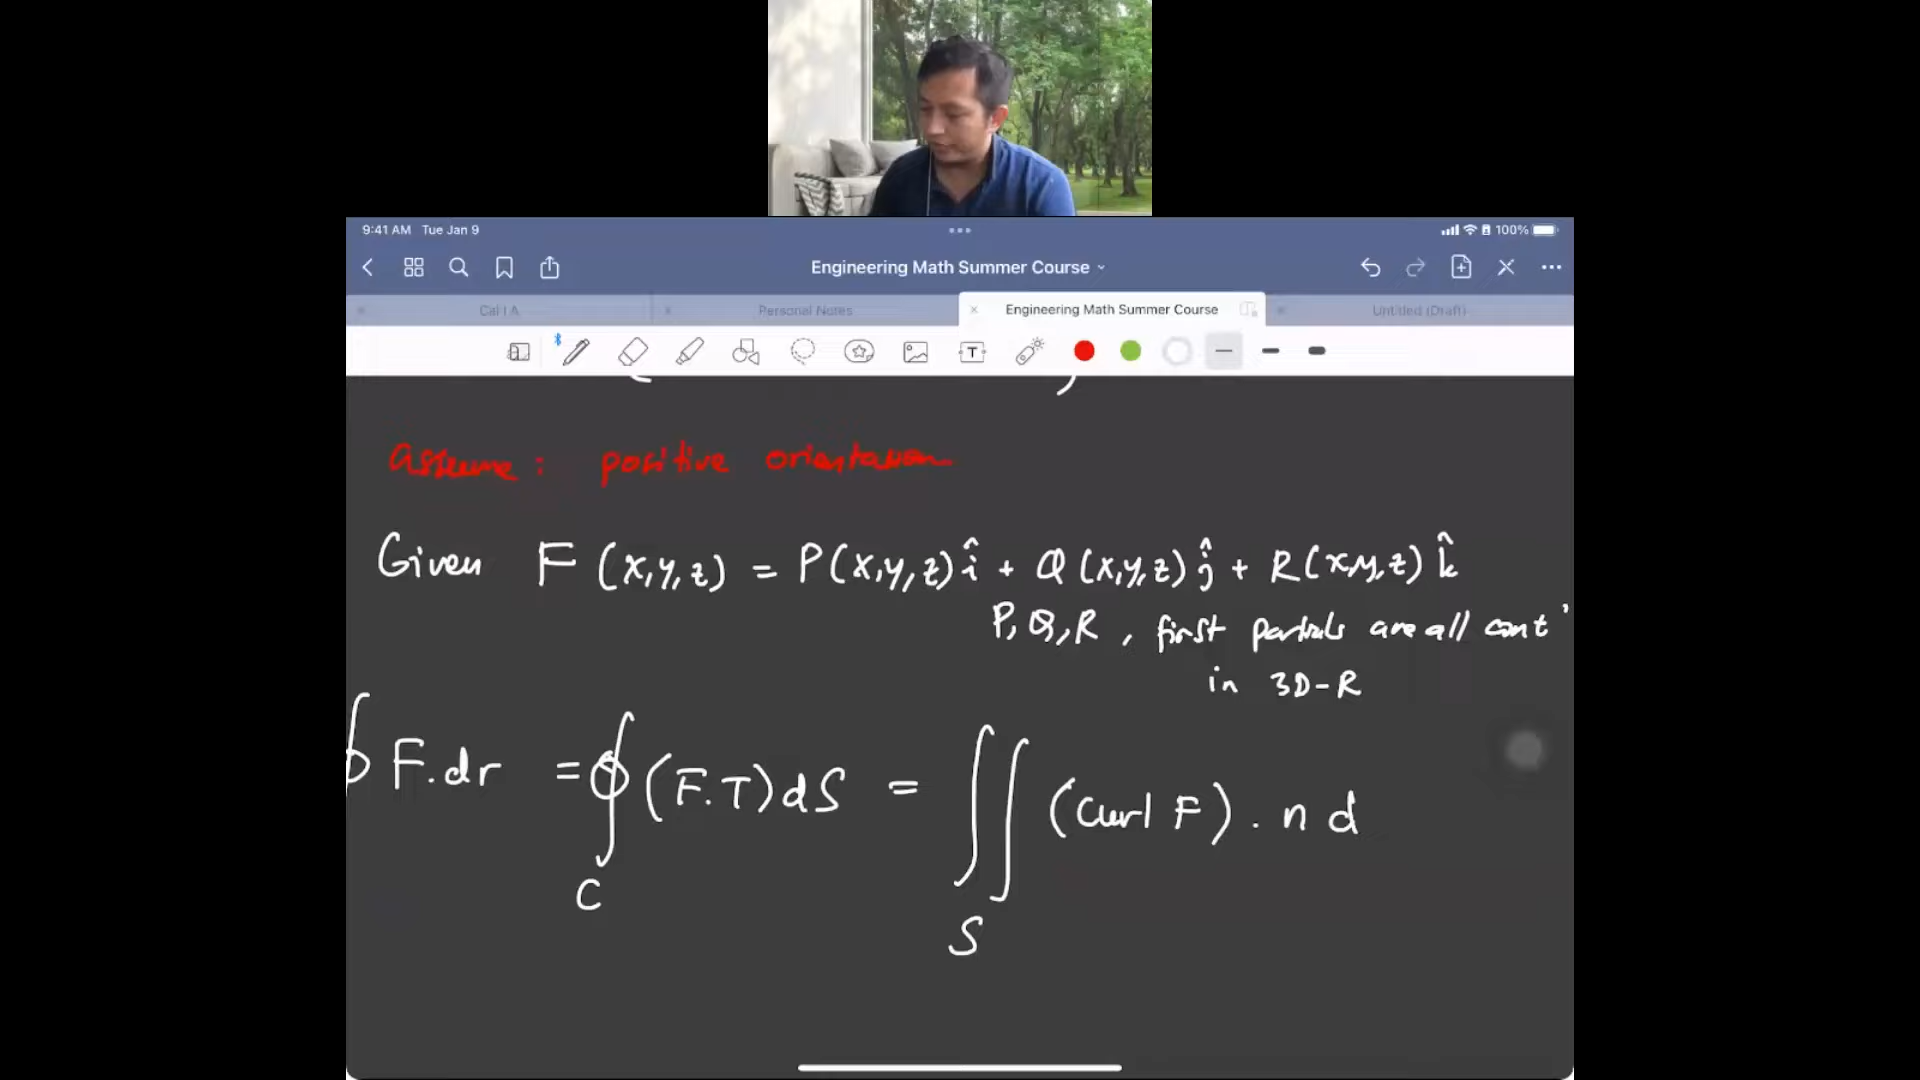 9:41 AM Tue Jan 9
100%
Engineering Math Summer Course
Cal I A
Personal Notes
Engineering Math Summer Course
Untitled (Draft)
T
Assume : positive orientation
Given F (x,y,z) = P(x,y,z) î + Q (x,y,z) ĵ + R(x,y,z) k̂
P, Q, R , first partials are all cont'
in 3D-R
∮ F.dr = ∮ (F.T) dS = ∬ (Curl F) . n d
C
S